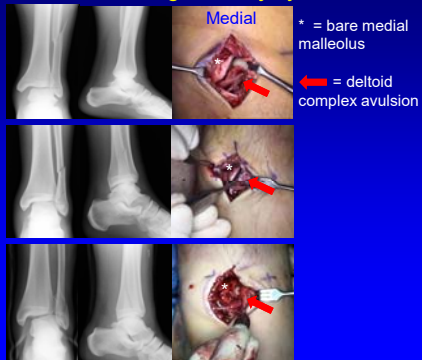 Medial
* = bare medial
malleolus
= deltoid
complex avulsion
*
*
*